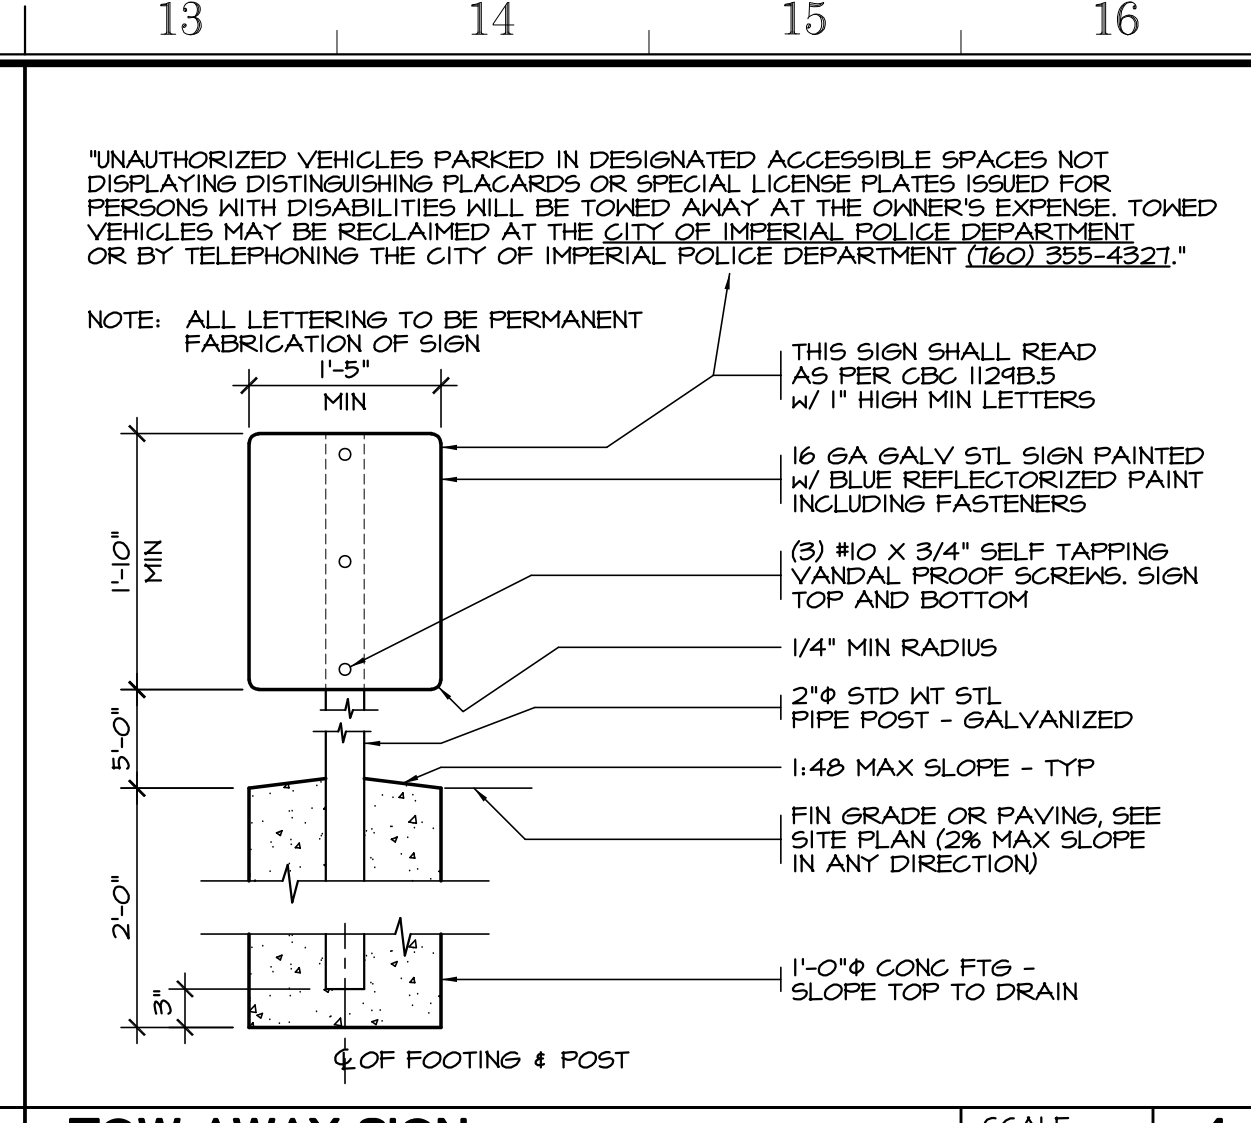 13 14 15 16
"UNAUTHORIZED VEHICLES PARKED IN DESIGNATED ACCESSIBLE SPACES NOT
DISPLAYING DISTINGUISHING PLACARDS OR SPECIAL LICENSE PLATES ISSUED FOR
PERSONS WITH DISABILITIES WILL BE TOWED AWAY AT THE OWNER'S EXPENSE. TOWED
VEHICLES MAY BE RECLAIMED AT THE CITY OF IMPERIAL POLICE DEPARTMENT
OR BY TELEPHONING THE CITY OF IMPERIAL POLICE DEPARTMENT (760) 355-4327."
NOTE: ALL LETTERING TO BE PERMANENT
FABRICATION OF SIGN
1'-5"
MIN
THIS SIGN SHALL READ
AS PER CBC 1129B.5
w/ 1" HIGH MIN LETTERS
16 GA GALV STL SIGN PAINTED
w/ BLUE REFLECTORIZED PAINT
INCLUDING FASTENERS
1'-10"
MIN
(3) #10 X 3/4" SELF TAPPING
VANDAL PROOF SCREWS. SIGN
TOP AND BOTTOM
1/4" MIN RADIUS
2"Φ STD WT STL
PIPE POST - GALVANIZED
5'-0"
1:48 MAX SLOPE - TYP
FIN GRADE OR PAVING, SEE
SITE PLAN (2% MAX SLOPE
IN ANY DIRECTION)
2'-0"
1'-0"Φ CONC FTG -
SLOPE TOP TO DRAIN
3"
℄ OF FOOTING & POST
TOW-AWAY SIGN
SCALE